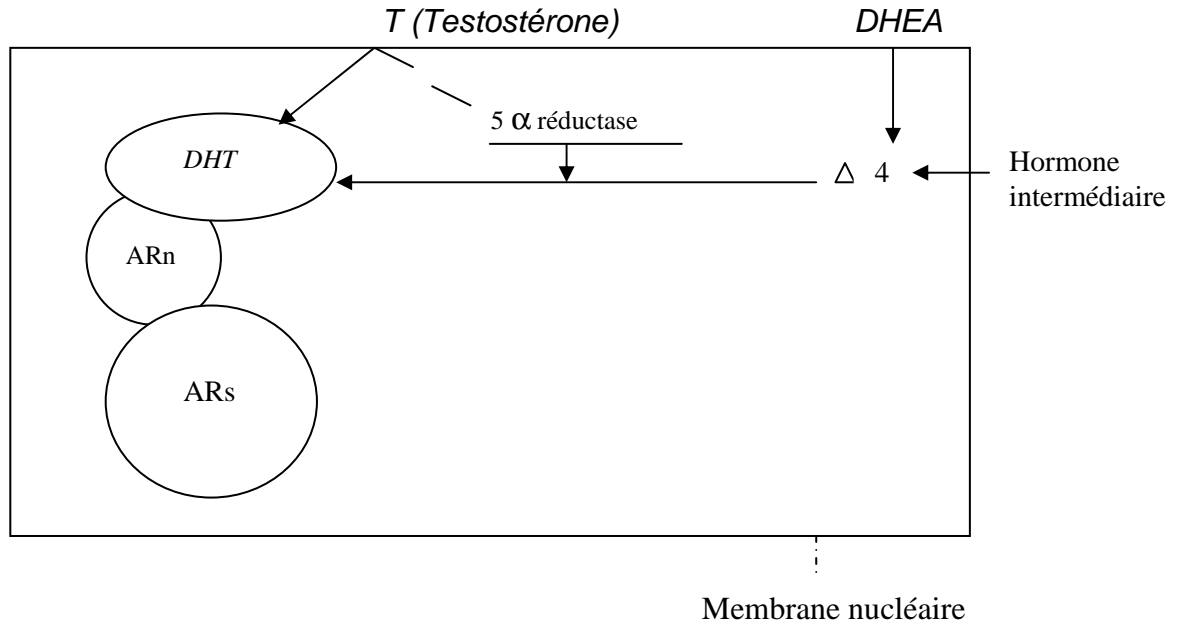 T (Testostérone)
DHEA
5 α réductase
DHT
Δ 4
Hormone
intermédiaire
ARn
ARs
Membrane nucléaire